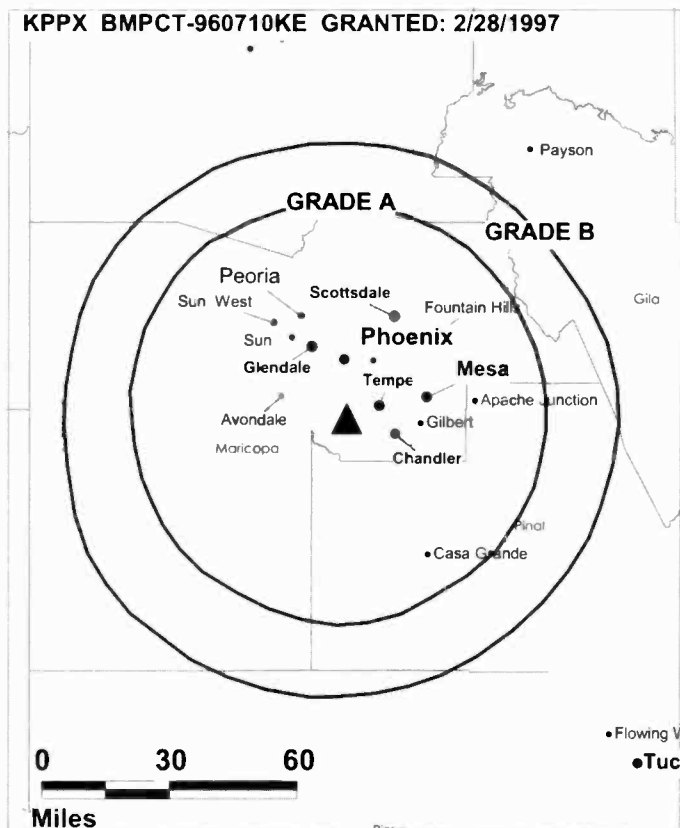 KPPX BMPCT-960710KE GRANTED: 2/28/1997
Payson
GRADE A
GRADE B
Peoria
Sun West
Scottsdale
Fountain Hills
Gila
Sun
Phoenix
Glendale
Mesa
Tempe
Apache Junction
Avondale
Gilbert
Maricopa
Chandler
Pinal
Casa Grande
Flowing W
Tuc
0 30 60
Miles